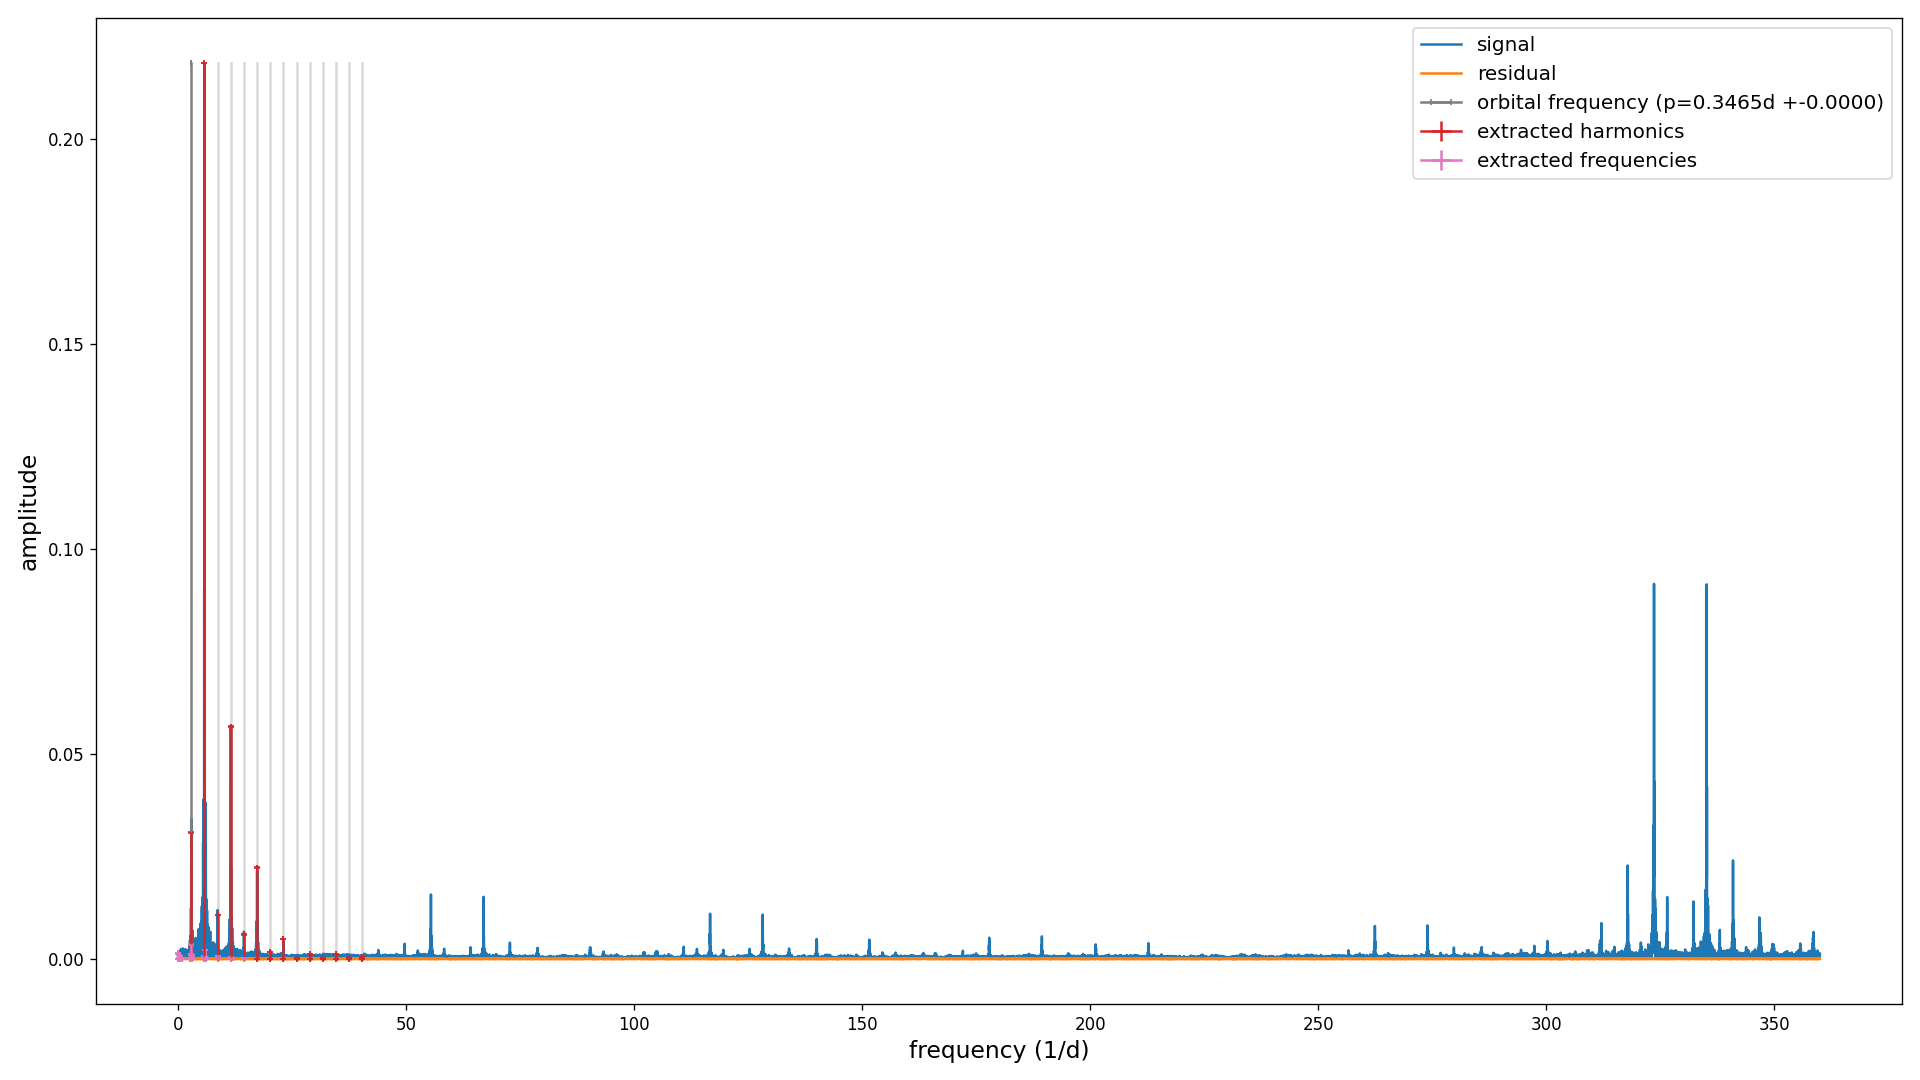 signal
residual
orbital frequency (p=0.3465d +-0.0000)
extracted harmonics
extracted frequencies
0.20
0.15
0.10
0.05
0.00
amplitude
0 50 100 150 200 250 300 350
frequency (1/d)